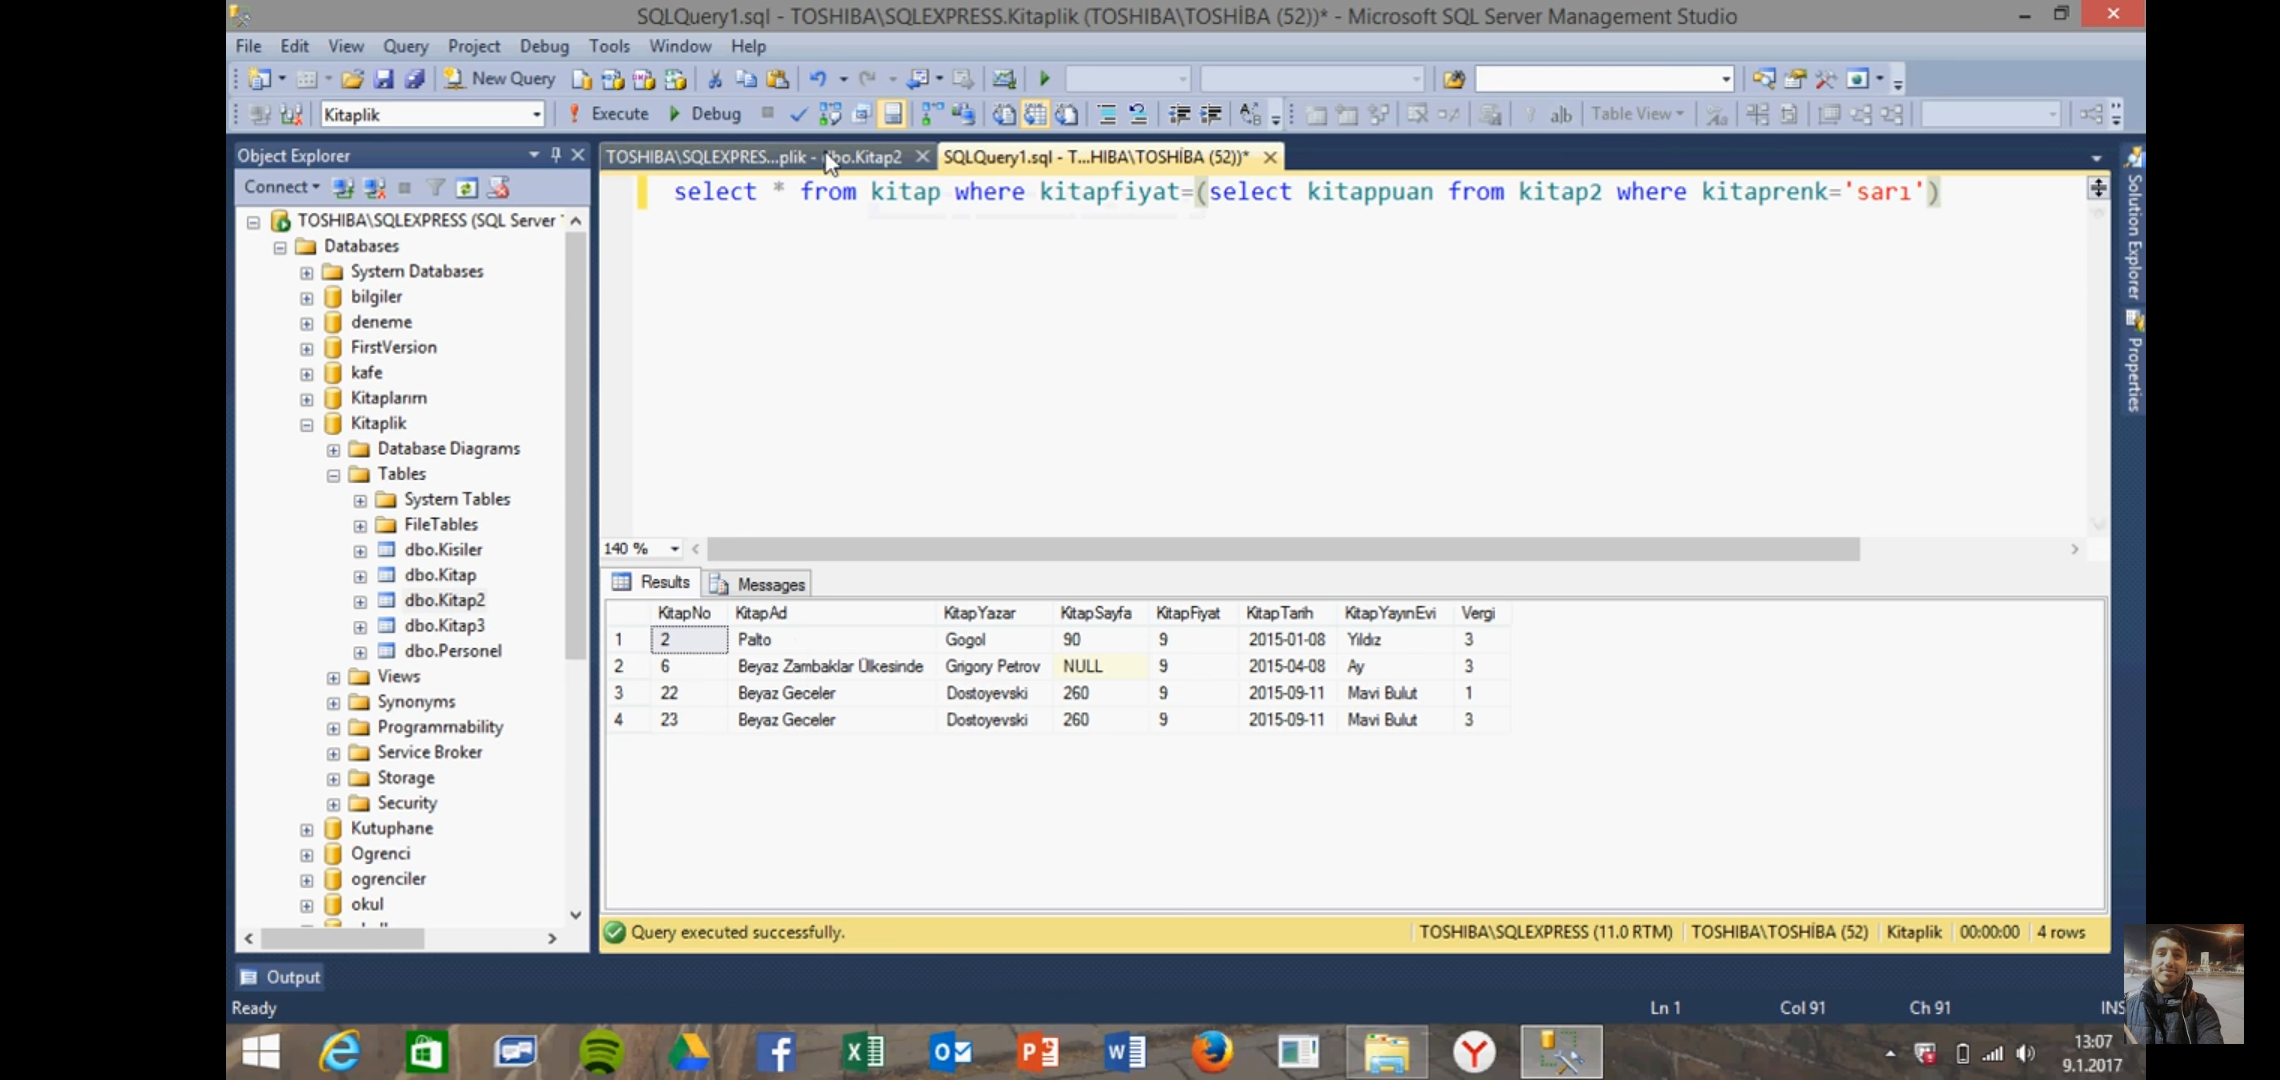 SQLQuery1.sql - TOSHIBA\SQLEXPRESS.Kitaplik (TOSHIBA\TOSHİBA (52))* - Microsoft SQL Server Management Studio
File Edit View Query Project Debug Tools Window Help
New Query
Kitaplik Execute Debug Table View
Object Explorer
TOSHIBA\SQLEXPRES...plik - dbo.Kitap2 SQLQuery1.sql - T...HIBA\TOSHİBA (52))*
Connect
select * from kitap where kitapfiyat=(select kitappuan from kitap2 where kitaprenk='sarı')
TOSHIBA\SQLEXPRESS (SQL Server
Databases
System Databases
bilgiler
deneme
FirstVersion
kafe
Kitaplarım
Kitaplik
Database Diagrams
Tables
System Tables
FileTables
dbo.Kisiler
dbo.Kitap
dbo.Kitap2
dbo.Kitap3
dbo.Personel
Views
Synonyms
Programmability
Service Broker
Storage
Security
Kutuphane
Ogrenci
ogrenciler
okul
Solution Explorer
Properties
140 %
Results Messages
KitapNo KitapAd KitapYazar KitapSayfa KitapFiyat KitapTarih KitapYayınEvi Vergi
1 2 Palto Gogol 90 9 2015-01-08 Yıldız 3
2 6 Beyaz Zambaklar Ülkesinde Grigory Petrov NULL 9 2015-04-08 Ay 3
3 22 Beyaz Geceler Dostoyevski 260 9 2015-09-11 Mavi Bulut 1
4 23 Beyaz Geceler Dostoyevski 260 9 2015-09-11 Mavi Bulut 3
Query executed successfully. TOSHIBA\SQLEXPRESS (11.0 RTM) TOSHIBA\TOSHİBA (52) Kitaplik 00:00:00 4 rows
Output
Ready Ln 1 Col 91 Ch 91 INS
13:07
9.1.2017